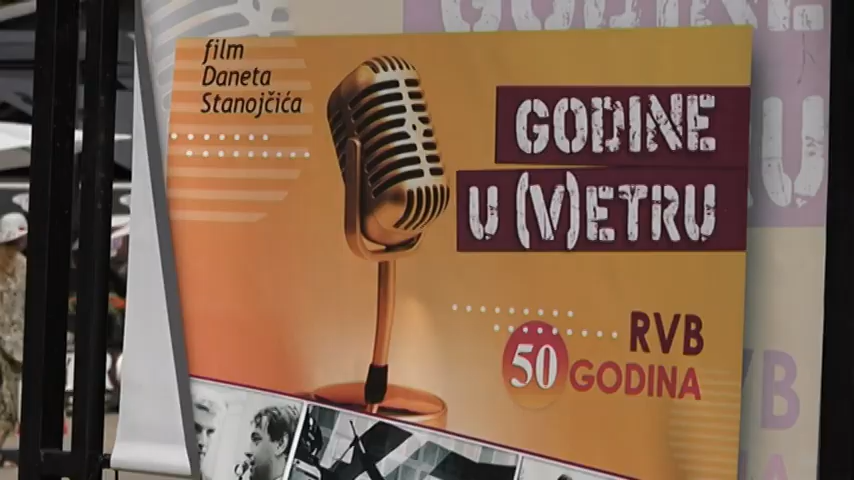 film
Daneta
Stanojčića
GODINE
U (V)ETRU
RVB
50 GODINA